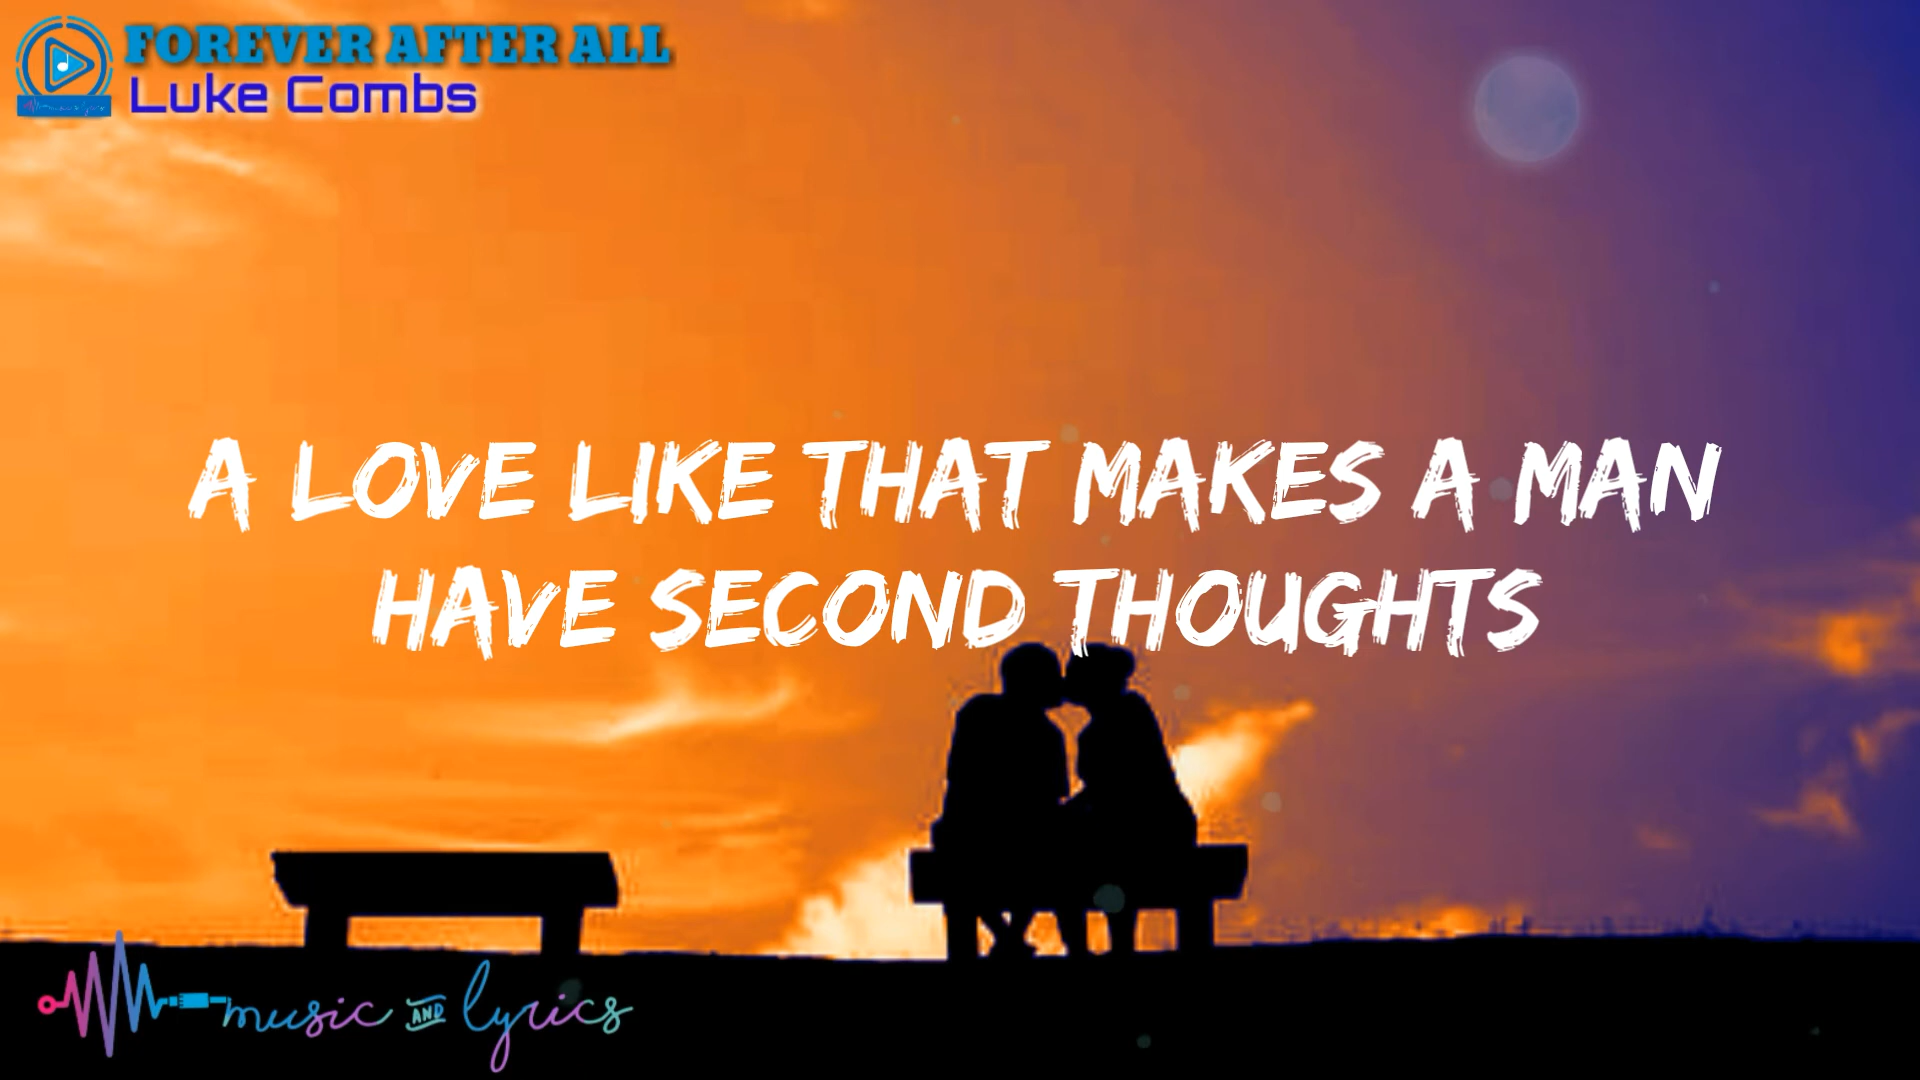 FOREVER AFTER ALL
Luke Combs
A LOVE LIKE THAT MAKES A MAN
HAVE SECOND THOUGHTS
music AND lyrics